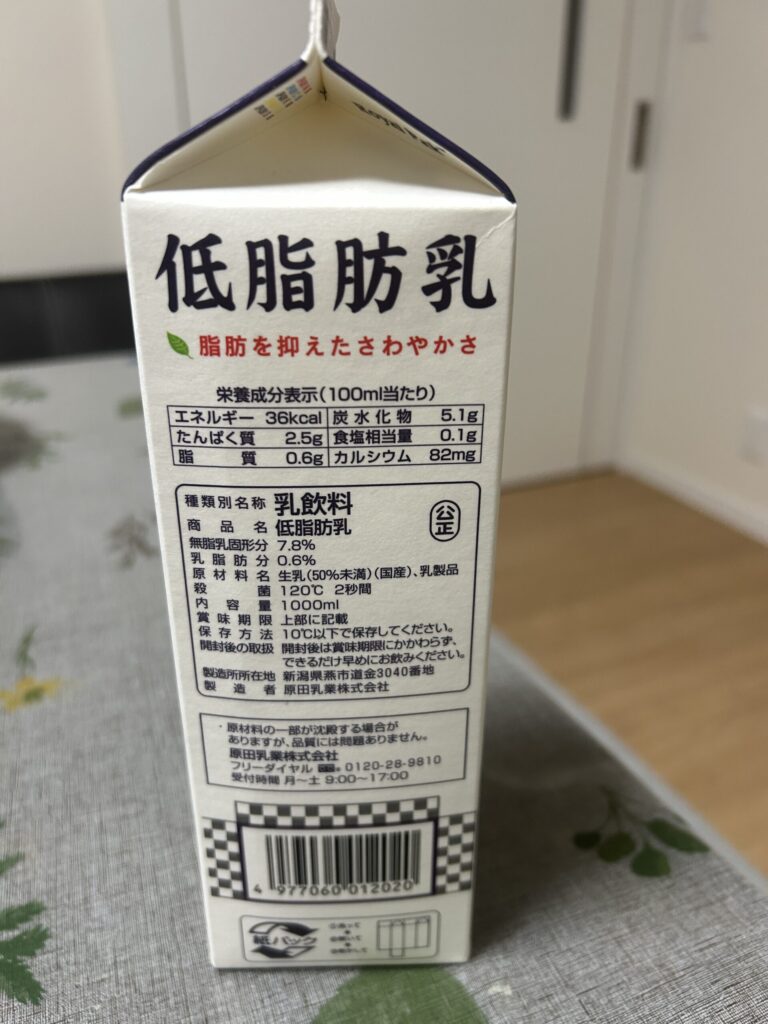 低脂肪乳
脂肪を抑えたさわやかさ
栄養成分表示(100ml当たり)
エネルギー 36kcal 炭水化物 5.1g
たんぱく質 2.5g 食塩相当量 0.1g
脂質 0.6g カルシウム 82mg
種類別名称 乳飲料
公正
商品名 低脂肪乳
無脂乳固形分 7.8%
乳脂肪分 0.6%
原材料名 生乳(50%未満)(国産)、乳製品
殺菌 120℃ 2秒間
内容量 1000ml
賞味期限 上部に記載
保存方法 10℃以下で保存してください。
開封後の取扱 開封後は賞味期限にかかわらず、
できるだけ早めにお飲みください。
製造所所在地 新潟県燕市道金3040番地
製造者 原田乳業株式会社
・原材料の一部が沈殿する場合が
ありますが、品質には問題ありません。
原田乳業株式会社
フリーダイヤル 0120-28-9810
受付時間 月〜土 9:00〜17:00
4 977060 012020
紙パック